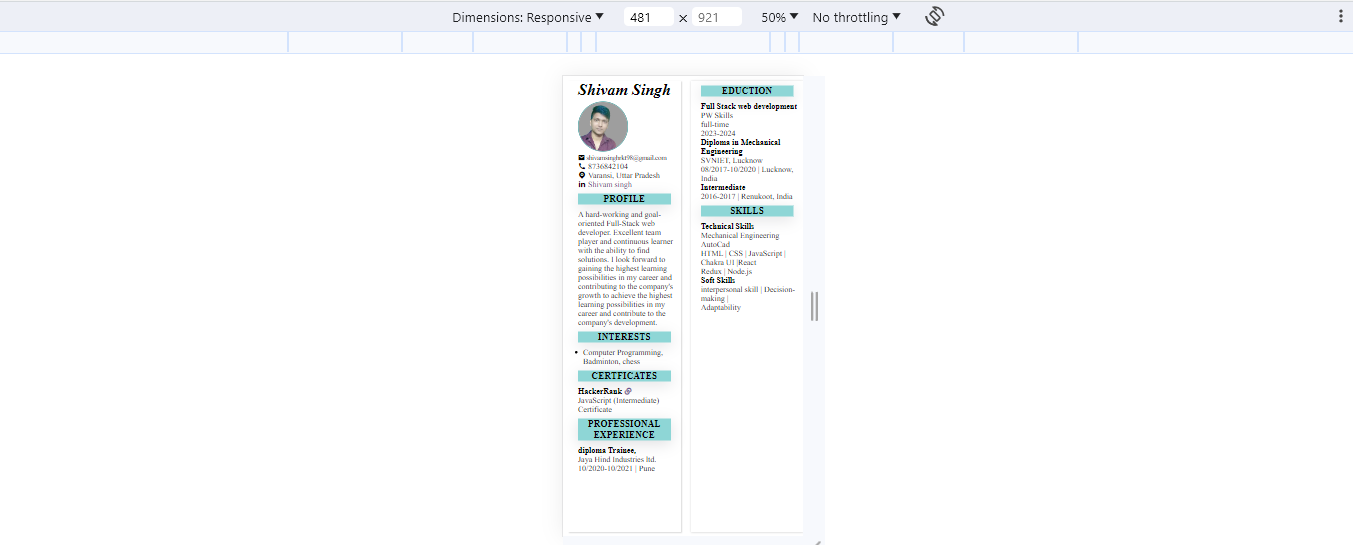 Dimensions: Responsive ▼ 481 × 921 50% ▼ No throttling ▼
Shivam Singh
shivamsinghrkt98@gmail.com
8736842104
Varansi, Uttar Pradesh
in Shivam singh
PROFILE
A hard-working and goal-
oriented Full-Stack web
developer. Excellent team
player and continuous learner
with the ability to find
solutions. I look forward to
gaining the highest learning
possibilities in my career and
contributing to the company's
growth to achieve the highest
learning possibilities in my
career and contribute to the
company's development.
INTERESTS
• Computer Programming,
Badminton, chess
CERTFICATES
HackerRank
JavaScript (Intermediate)
Certificate
PROFESSIONAL
EXPERIENCE
diploma Trainee,
Jaya Hind Industries ltd.
10/2020-10/2021 | Pune
EDUCTION
Full Stack web development
PW Skills
full-time
2023-2024
Diploma in Mechanical
Engineering
SVNIET, Lucknow
08/2017-10/2020 | Lucknow,
India
Intermediate
2016-2017 | Renukoot, India
SKILLS
Technical Skills
Mechanical Engineering
AutoCad
HTML | CSS | JavaScript |
Chakra UI |React
Redux | Node.js
Soft Skills
interpersonal skill | Decision-
making |
Adaptability